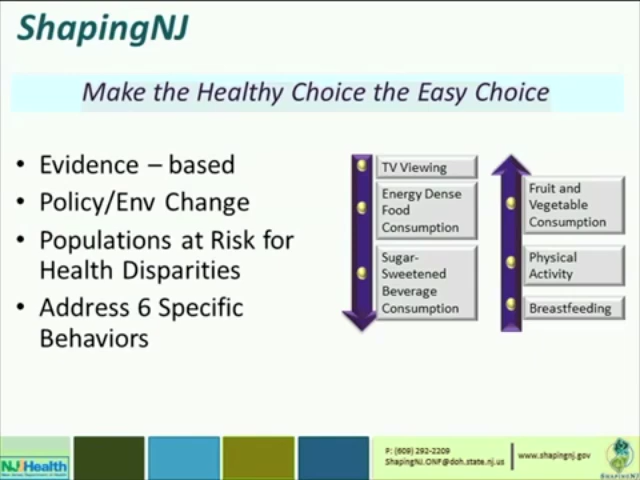 ShapingNJ
Make the Healthy Choice the Easy Choice
• Evidence – based
• Policy/Env Change
• Populations at Risk for
Health Disparities
• Address 6 Specific
Behaviors
TV Viewing
Energy Dense
Food
Consumption
Sugar-
Sweetened
Beverage
Consumption
Fruit and
Vegetable
Consumption
Physical
Activity
Breastfeeding
NJ Health
P: (609) 292-2209
ShapingNJ.ONF@doh.state.nj.us
www.shapingnj.gov
SHAPINGNJ